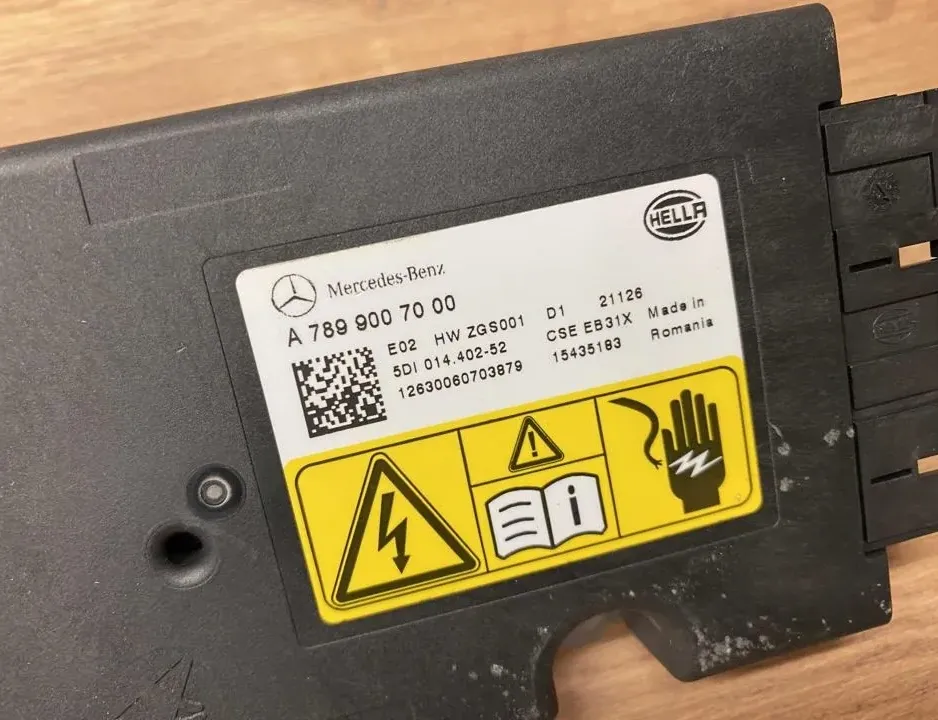 HELLA
Mercedes-Benz
A 789 900 70 00
E02 HW ZGS001 D1 21126
5DI 014.402-52 CSE EB31X Made in
12630060703879 15435183 Romania